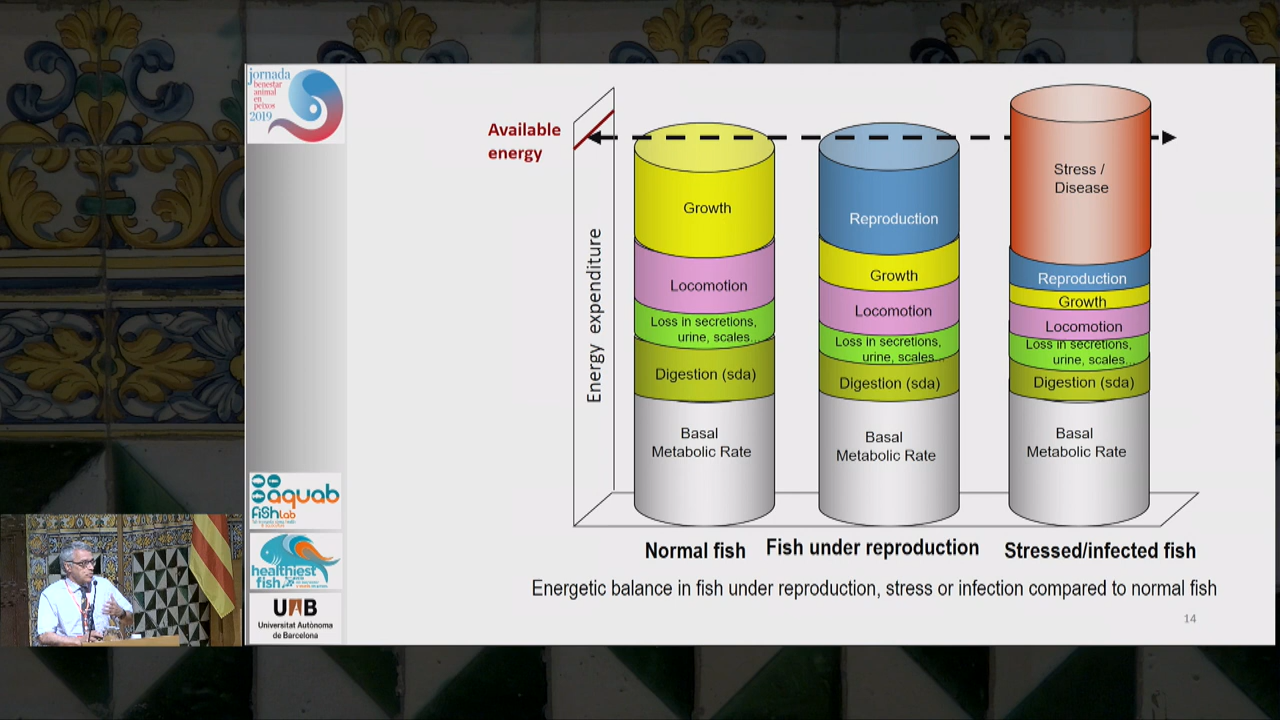 jornada
benestar
animal
en
peixos
2019
Available
energy
Energy expenditure
Growth
Locomotion
Loss in secretions,
urine, scales...
Digestion (sda)
Basal
Metabolic Rate
Normal fish
Reproduction
Growth
Locomotion
Loss in secretions,
urine, scales...
Digestion (sda)
Basal
Metabolic Rate
Fish under reproduction
Stress /
Disease
Reproduction
Growth
Locomotion
Loss in secretions,
urine, scales...
Digestion (sda)
Basal
Metabolic Rate
Stressed/infected fish
Energetic balance in fish under reproduction, stress or infection compared to normal fish
14
aquab
fishlab
healthiest
fish
UAB
Universitat Autònoma
de Barcelona